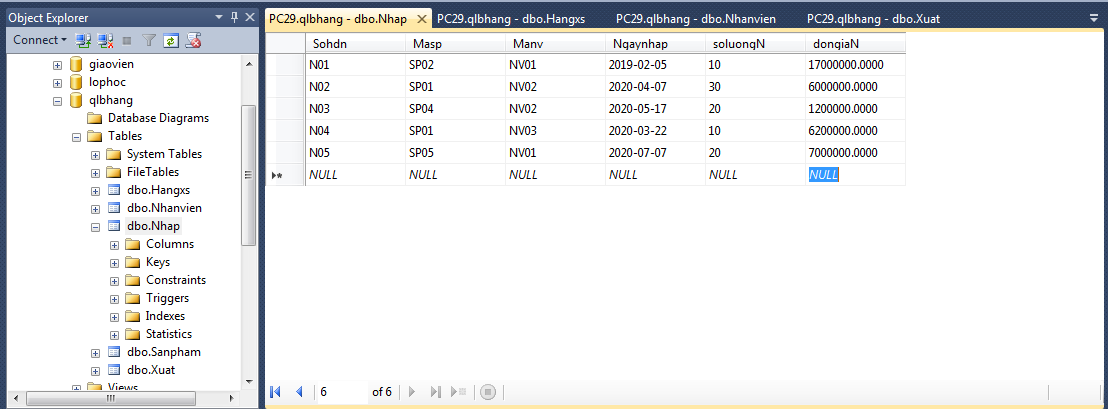 Object Explorer
Connect
giaovien
lophoc
qlbhang
Database Diagrams
Tables
System Tables
FileTables
dbo.Hangxs
dbo.Nhanvien
dbo.Nhap
Columns
Keys
Constraints
Triggers
Indexes
Statistics
dbo.Sanpham
dbo.Xuat
Views
PC29.qlbhang - dbo.Nhap PC29.qlbhang - dbo.Hangxs PC29.qlbhang - dbo.Nhanvien PC29.qlbhang - dbo.Xuat
Sohdn Masp Manv Ngaynhap soluongN dongiaN
N01 SP02 NV01 2019-02-05 10 17000000.0000
N02 SP01 NV02 2020-04-07 30 6000000.0000
N03 SP04 NV02 2020-05-17 20 1200000.0000
N04 SP01 NV03 2020-03-22 10 6200000.0000
N05 SP05 NV01 2020-07-07 20 7000000.0000
NULL NULL NULL NULL NULL NULL
6 of 6